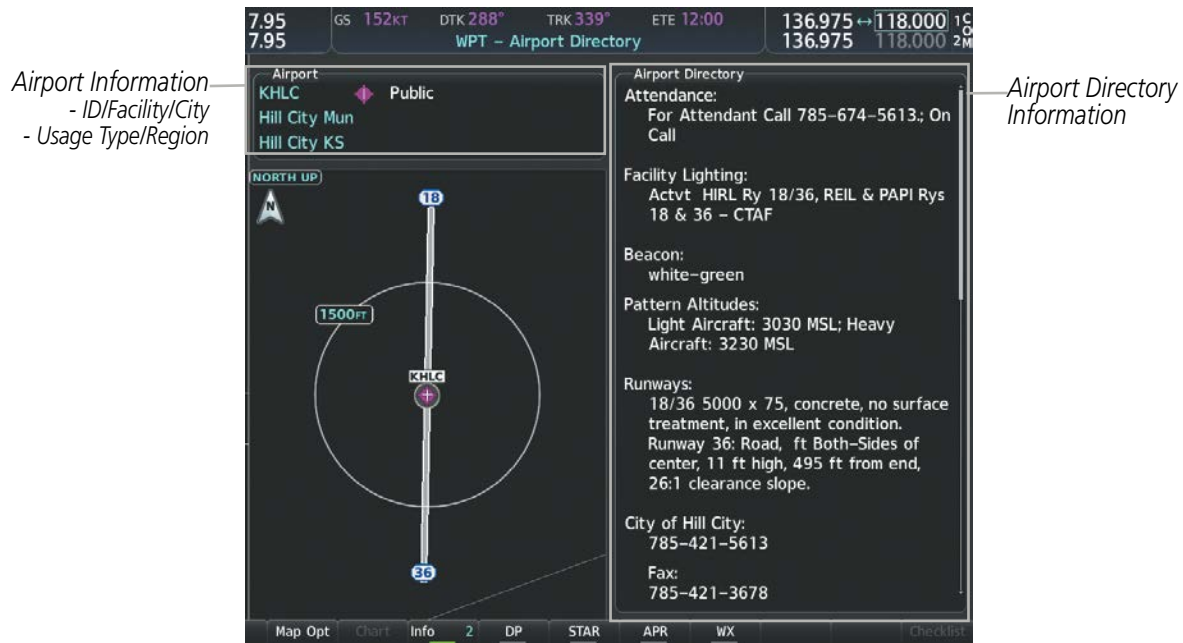 7.95 GS 152KT DTK 288° TRK 339° ETE 12:00 136.975 ↔ 118.000 1 C
7.95 WPT – Airport Directory 136.975 118.000 2 M
O
Airport Information
- ID/Facility/City
- Usage Type/Region
Airport
KHLC Public
Hill City Mun
Hill City KS
NORTH UP
N
18
1500FT
KHLC
36
Airport Directory
Attendance:
For Attendant Call 785–674–5613.; On
Call
Facility Lighting:
Actvt HIRL Ry 18/36, REIL & PAPI Rys
18 & 36 – CTAF
Beacon:
white–green
Pattern Altitudes:
Light Aircraft: 3030 MSL; Heavy
Aircraft: 3230 MSL
Runways:
18/36 5000 x 75, concrete, no surface
treatment, in excellent condition.
Runway 36: Road, ft Both–Sides of
center, 11 ft high, 495 ft from end,
26:1 clearance slope.
City of Hill City:
785–421–5613
Fax:
785–421–3678
Airport Directory
Information
Map Opt Chart Info 2 DP STAR APR WX Checklist